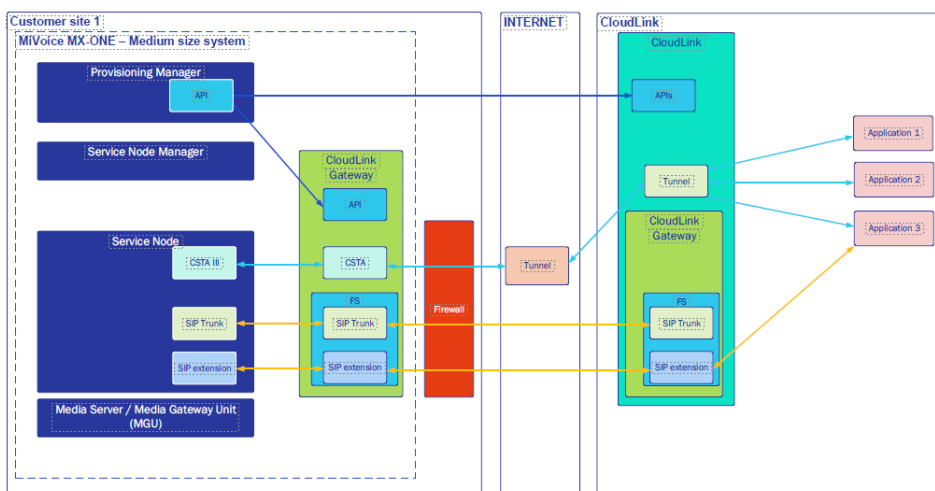 Customer site 1
MiVoice MX-ONE – Medium size system
Provisioning Manager
API
Service Node Manager
CloudLink
Gateway
API
Service Node
CSTA III
CSTA
FS
SIP Trunk
SIP Trunk
SIP extension
SIP extension
Media Server / Media Gateway Unit
(MGU)
Firewall
INTERNET
Tunnel
CloudLink
CloudLink
APIs
Tunnel
CloudLink
Gateway
FS
SIP Trunk
SIP extension
Application 1
Application 2
Application 3